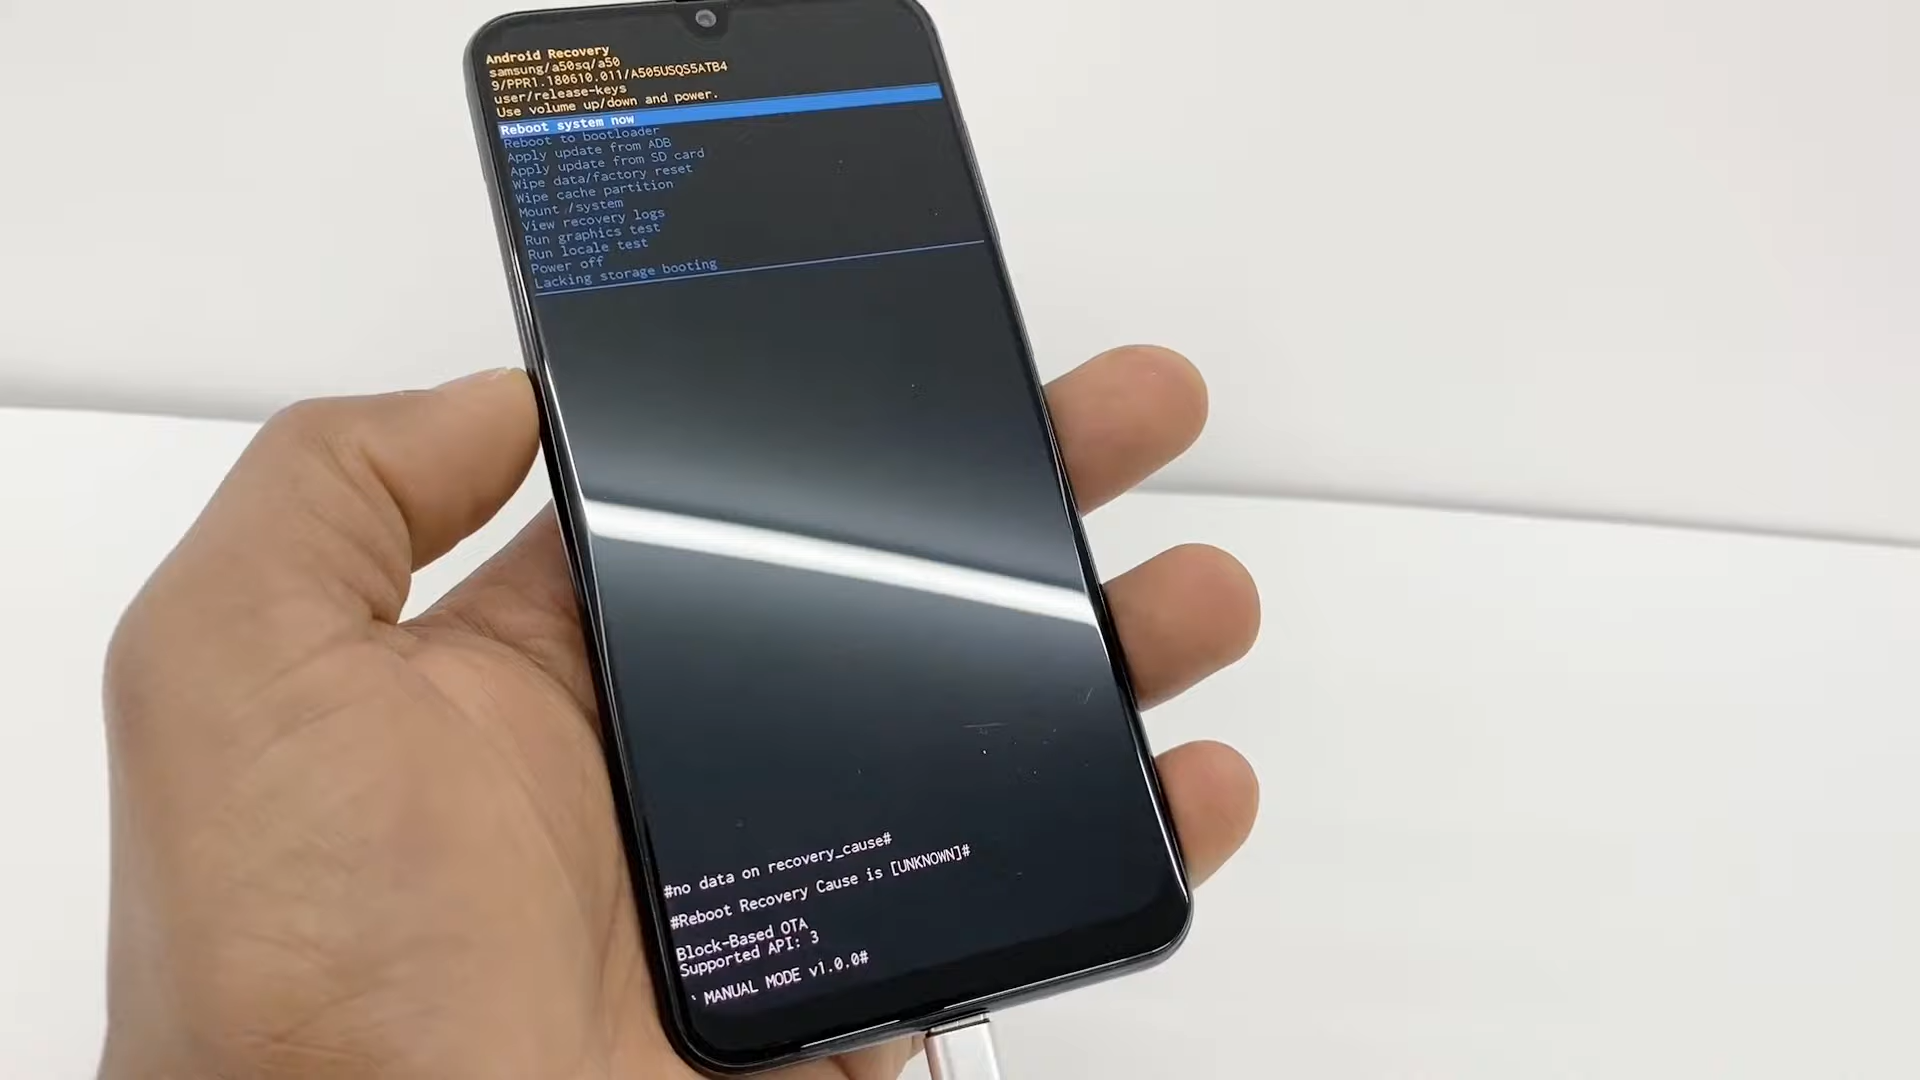 Android Recovery
samsung/a50sq/a50
9/PPR1.180610.011/A505USQS5ATB4
user/release-keys
Use volume up/down and power.
Reboot system now
Reboot to bootloader
Apply update from ADB
Apply update from SD card
Wipe data/factory reset
Wipe cache partition
Mount /system
View recovery logs
Run graphics test
Run locale test
Power off
Lacking storage booting
#no data on recovery_cause#
#Reboot Recovery Cause is [UNKNOWN]#
Block-Based OTA
Supported API: 3
MANUAL MODE v1.0.0#